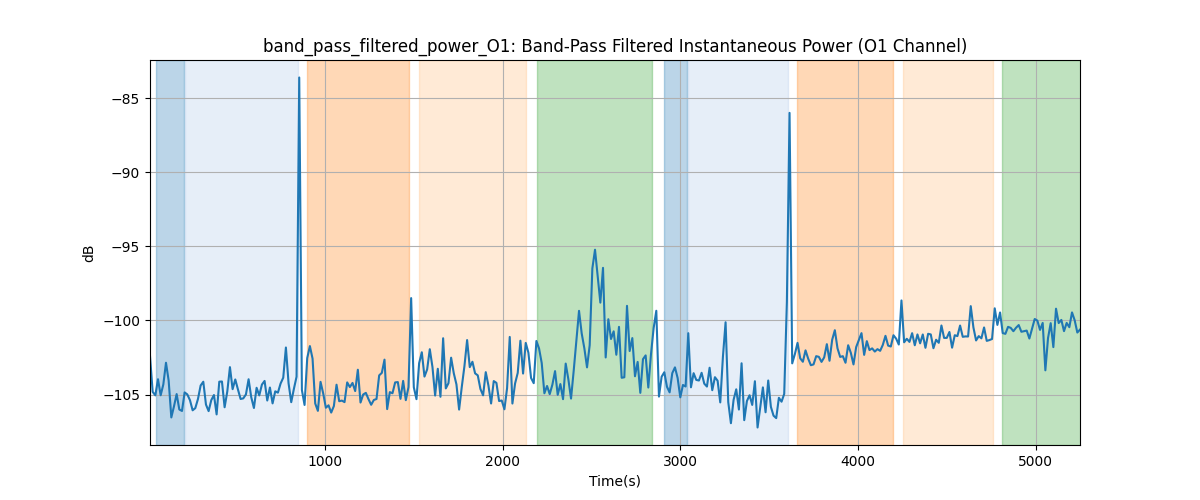 band_pass_filtered_power_O1: Band-Pass Filtered Instantaneous Power (O1 Channel)
−85
−90
−95
−100
−105
dB
1000 2000 3000 4000 5000
Time(s)